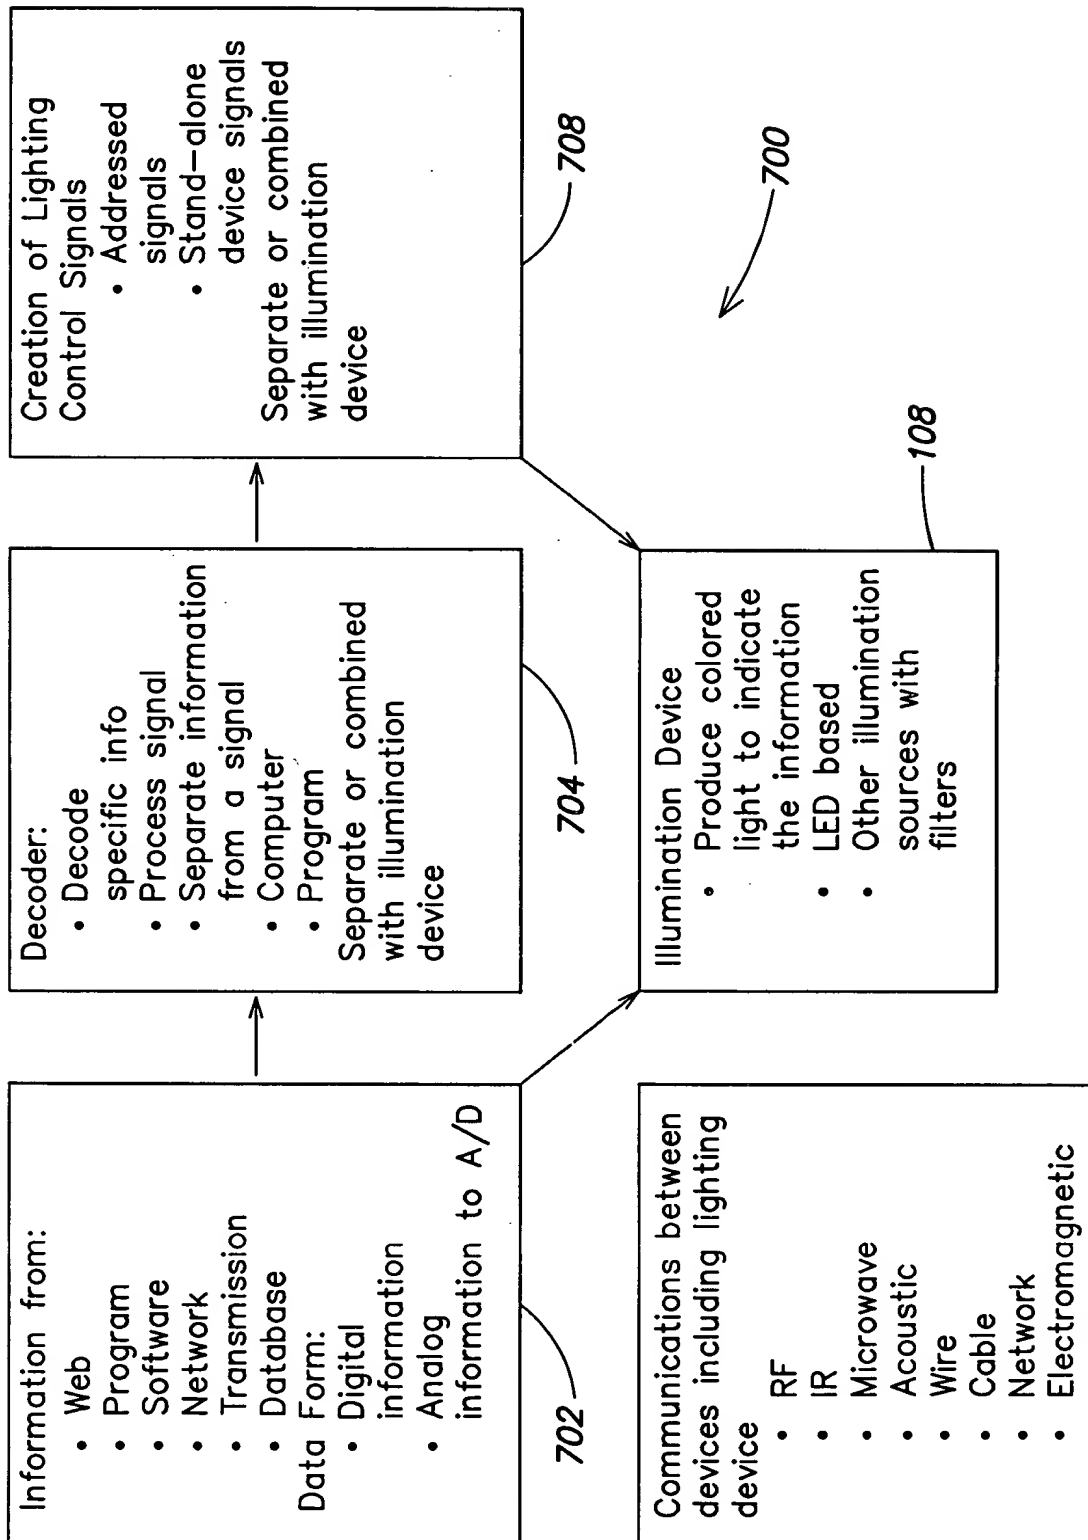 Information from:
• Web
• Program
• Software
• Network
• Transmission
• Database
Data Form:
• Digital
information
• Analog
information to A/D
702
Decoder:
• Decode
specific info
• Process signal
• Separate information
from a signal
• Computer
• Program
Separate or combined
with illumination
device
704
Creation of Lighting
Control Signals
• Addressed
signals
• Stand-alone
device signals
Separate or combined
with illumination
device
708
700
Communications between
devices including lighting
device
• RF
• IR
• Microwave
• Acoustic
• Wire
• Cable
• Network
• Electromagnetic
Illumination Device
• Produce colored
light to indicate
the information
• LED based
• Other illumination
sources with
filters
108